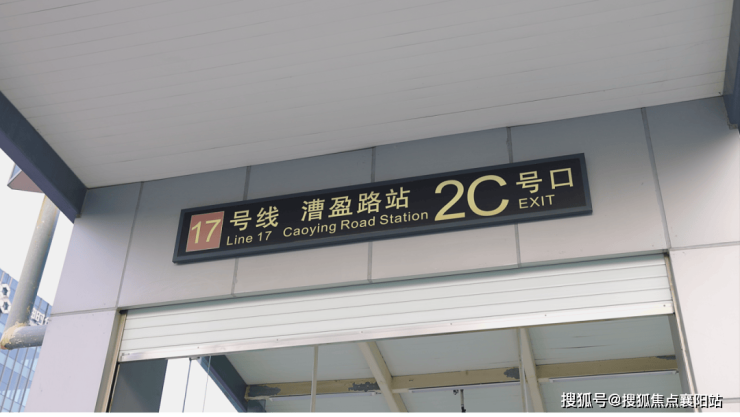 17 号线 漕盈路站 2C 号口
Line 17 Caoying Road Station EXIT
搜狐号@搜狐焦点襄阳站